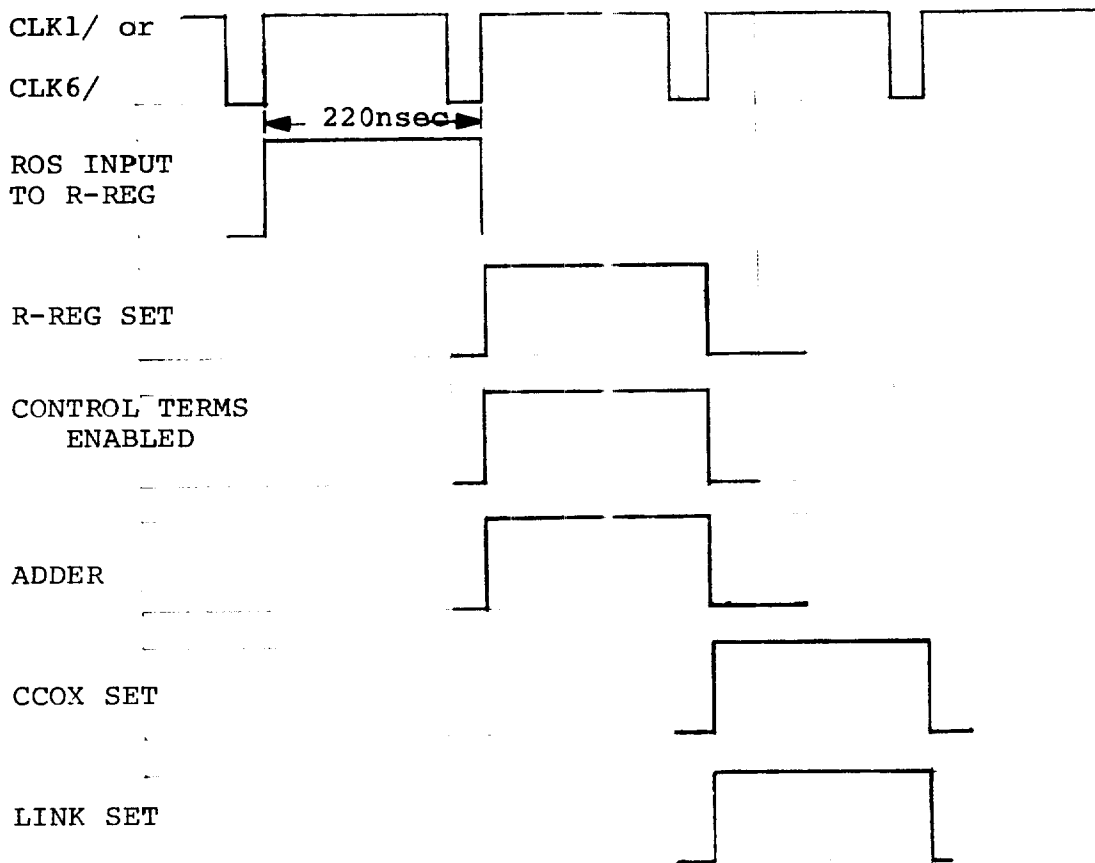 CLK1/ or
CLK6/
220nsec
ROS INPUT
TO R-REG
R-REG SET
CONTROL TERMS
ENABLED
ADDER
CCOX SET
LINK SET